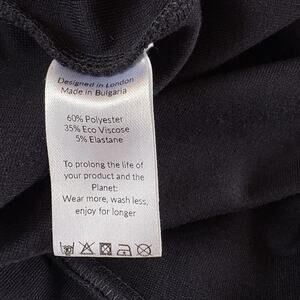 Designed in London
Made in Bulgaria
60% Polyester
35% Eco Viscose
5% Elastane
To prolong the life of
your product and the
Planet:
Wear more, wash less,
enjoy for longer